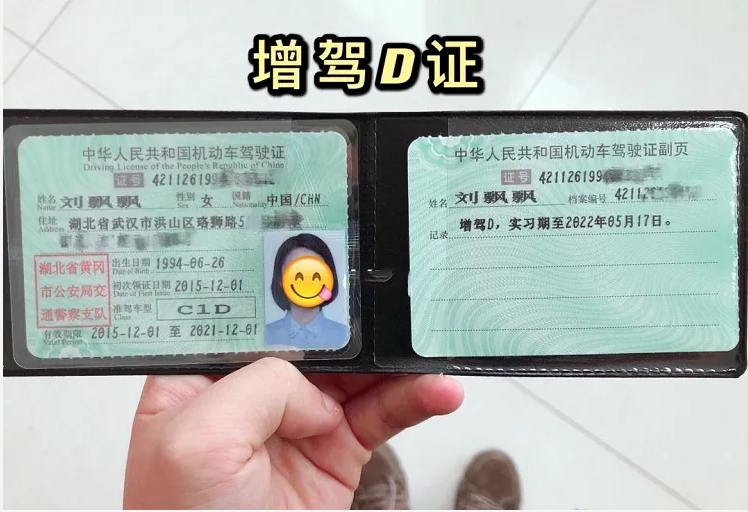 增驾D证
中华人民共和国机动车驾驶证
Driving License of the People's Republic of China
证号 421126199
姓名 Name 刘飘飘 性别 Sex 女 国籍 Nationality 中国/CHN
住址 Address 湖北省武汉市洪山区珞狮路5
湖北省黄冈
市公安局交
通警察支队
出生日期 Date of Birth 1994-06-26
初次领证日期 Date of First Issue 2015-12-01
准驾车型 Class C1D
有效期限 Valid Period 2015-12-01 至 2021-12-01
中华人民共和国机动车驾驶证副页
证号 421126199
姓名 刘飘飘 档案编号 4211
记录 增驾D，实习期至2022年05月17日。